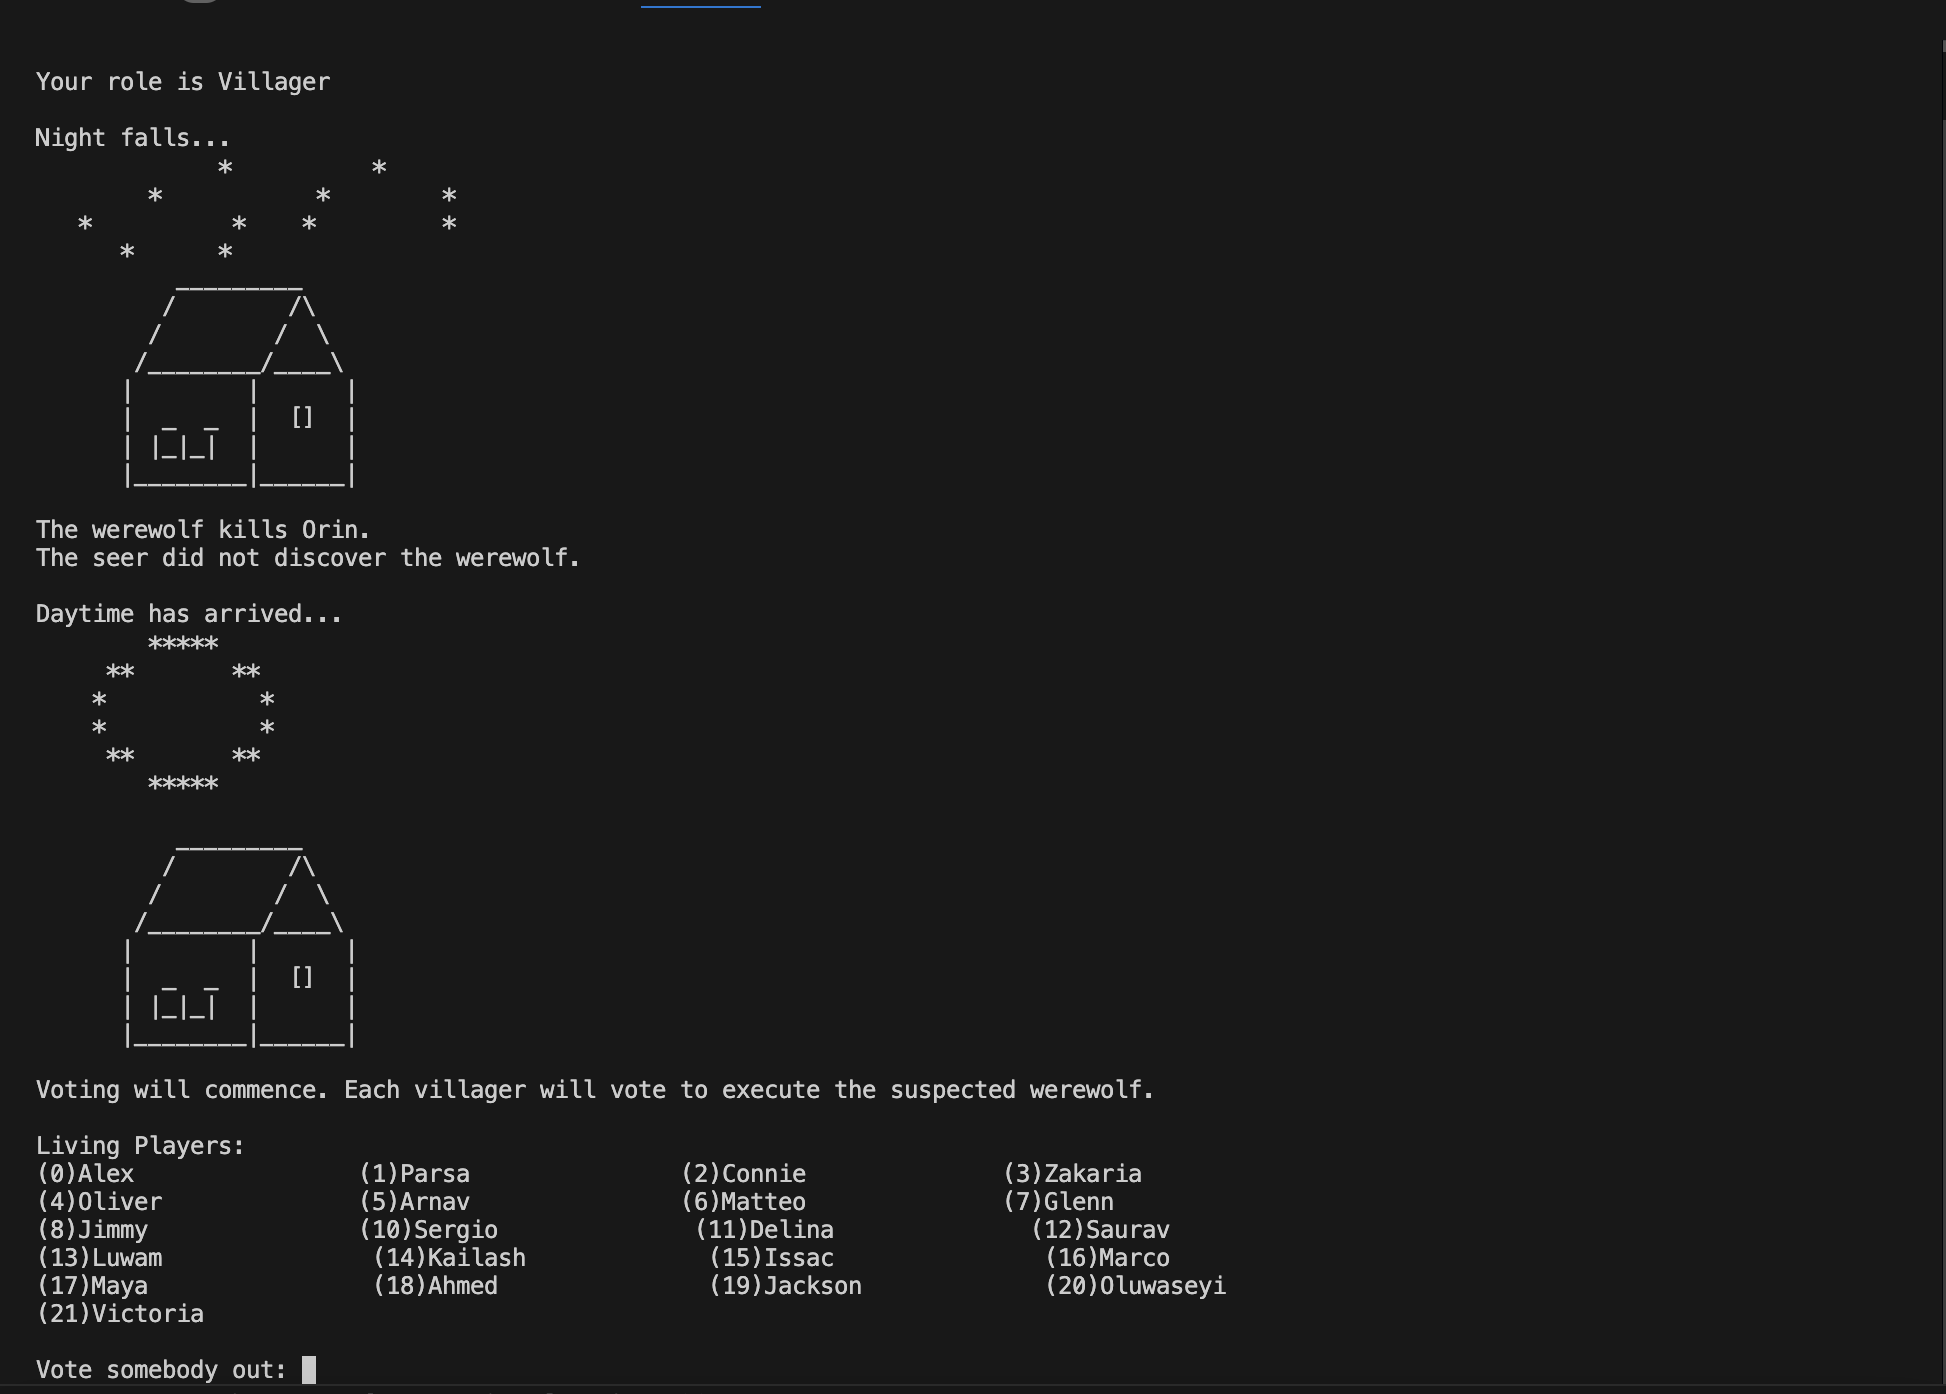 Your role is Villager
Night falls...
The werewolf kills Orin.
The seer did not discover the werewolf.
Daytime has arrived...
Voting will commence. Each villager will vote to execute the suspected werewolf.
Living Players:
(0)Alex (1)Parsa (2)Connie (3)Zakaria
(4)Oliver (5)Arnav (6)Matteo (7)Glenn
(8)Jimmy (10)Sergio (11)Delina (12)Saurav
(13)Luwam (14)Kailash (15)Issac (16)Marco
(17)Maya (18)Ahmed (19)Jackson (20)Oluwaseyi
(21)Victoria
Vote somebody out: